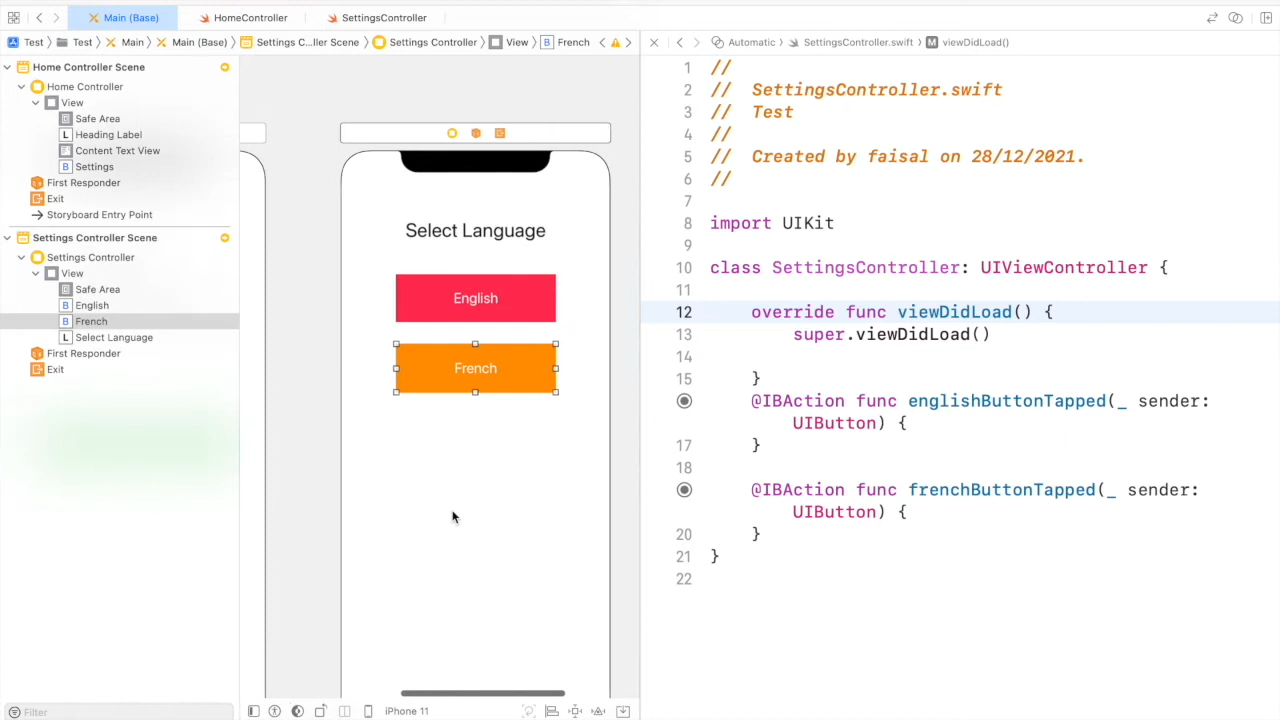 Main (Base)
HomeController
SettingsController
Test
Test
Main
Main (Base)
Settings C...ller Scene
Settings Controller
View
B
French
Automatic
SettingsController.swift
M
viewDidLoad()
Home Controller Scene
Home Controller
View
Safe Area
L Heading Label
Content Text View
B Settings
First Responder
Exit
Storyboard Entry Point
Settings Controller Scene
Settings Controller
View
Safe Area
B English
B French
L Select Language
First Responder
Exit
Filter
Select Language
English
French
iPhone 11
1 //
2 // SettingsController.swift
3 // Test
4 //
5 // Created by faisal on 28/12/2021.
6 //
7
8 import UIKit
9
10 class SettingsController: UIViewController {
11
12 override func viewDidLoad() {
13 super.viewDidLoad()
14
15 }
@IBAction func englishButtonTapped(_ sender:
UIButton) {
17 }
18
@IBAction func frenchButtonTapped(_ sender:
UIButton) {
20 }
21 }
22